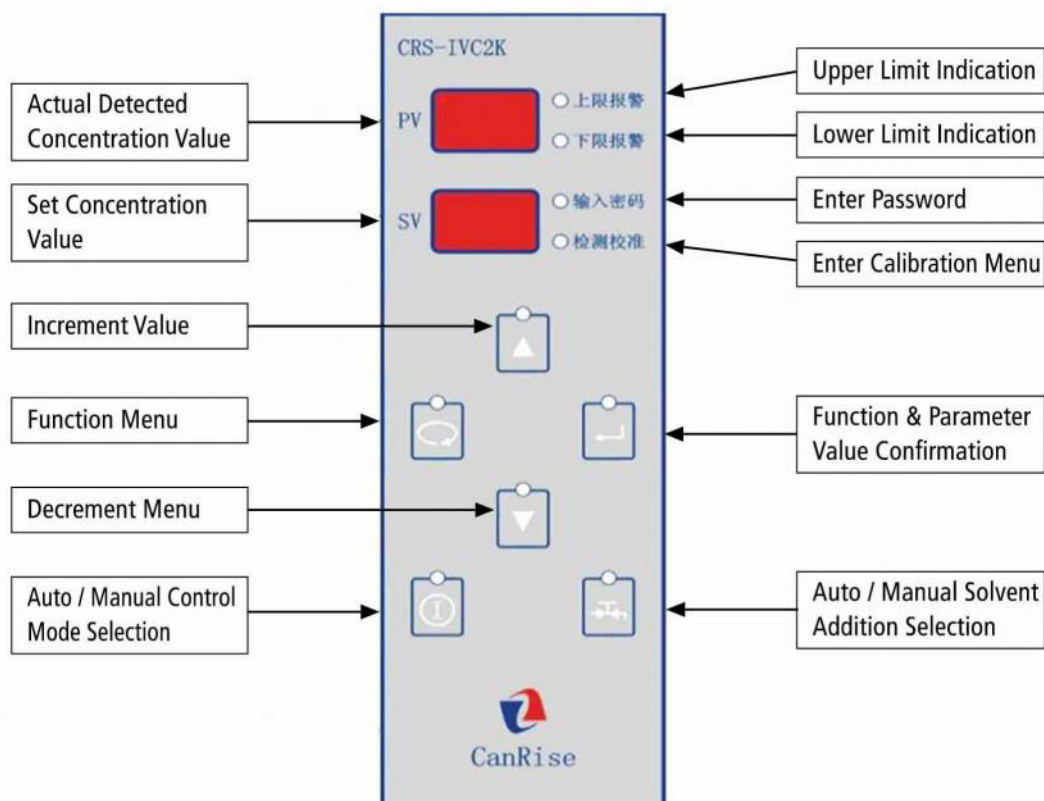 CRS-IVC2K
Actual Detected
Concentration Value
PV
上限报警
Upper Limit Indication
下限报警
Lower Limit Indication
Set Concentration
Value
SV
输入密码
Enter Password
检测校准
Enter Calibration Menu
Increment Value
Function Menu
Function & Parameter
Value Confirmation
Decrement Menu
Auto / Manual Control
Mode Selection
Auto / Manual Solvent
Addition Selection
CanRise